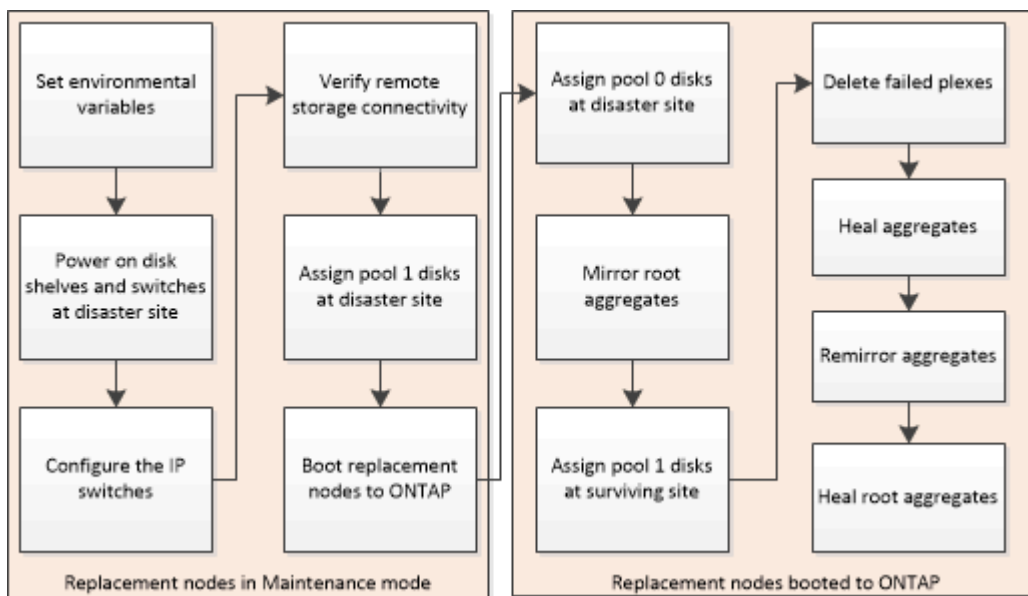 Set environmental
variables
Power on disk
shelves and switches
at disaster site
Configure the IP
switches
Verify remote
storage connectivity
Assign pool 1 disks
at disaster site
Boot replacement
nodes to ONTAP
Replacement nodes in Maintenance mode
Assign pool 0 disks
at disaster site
Mirror root
aggregates
Assign pool 1 disks
at surviving site
Delete failed plexes
Heal aggregates
Remirror aggregates
Heal root aggregates
Replacement nodes booted to ONTAP